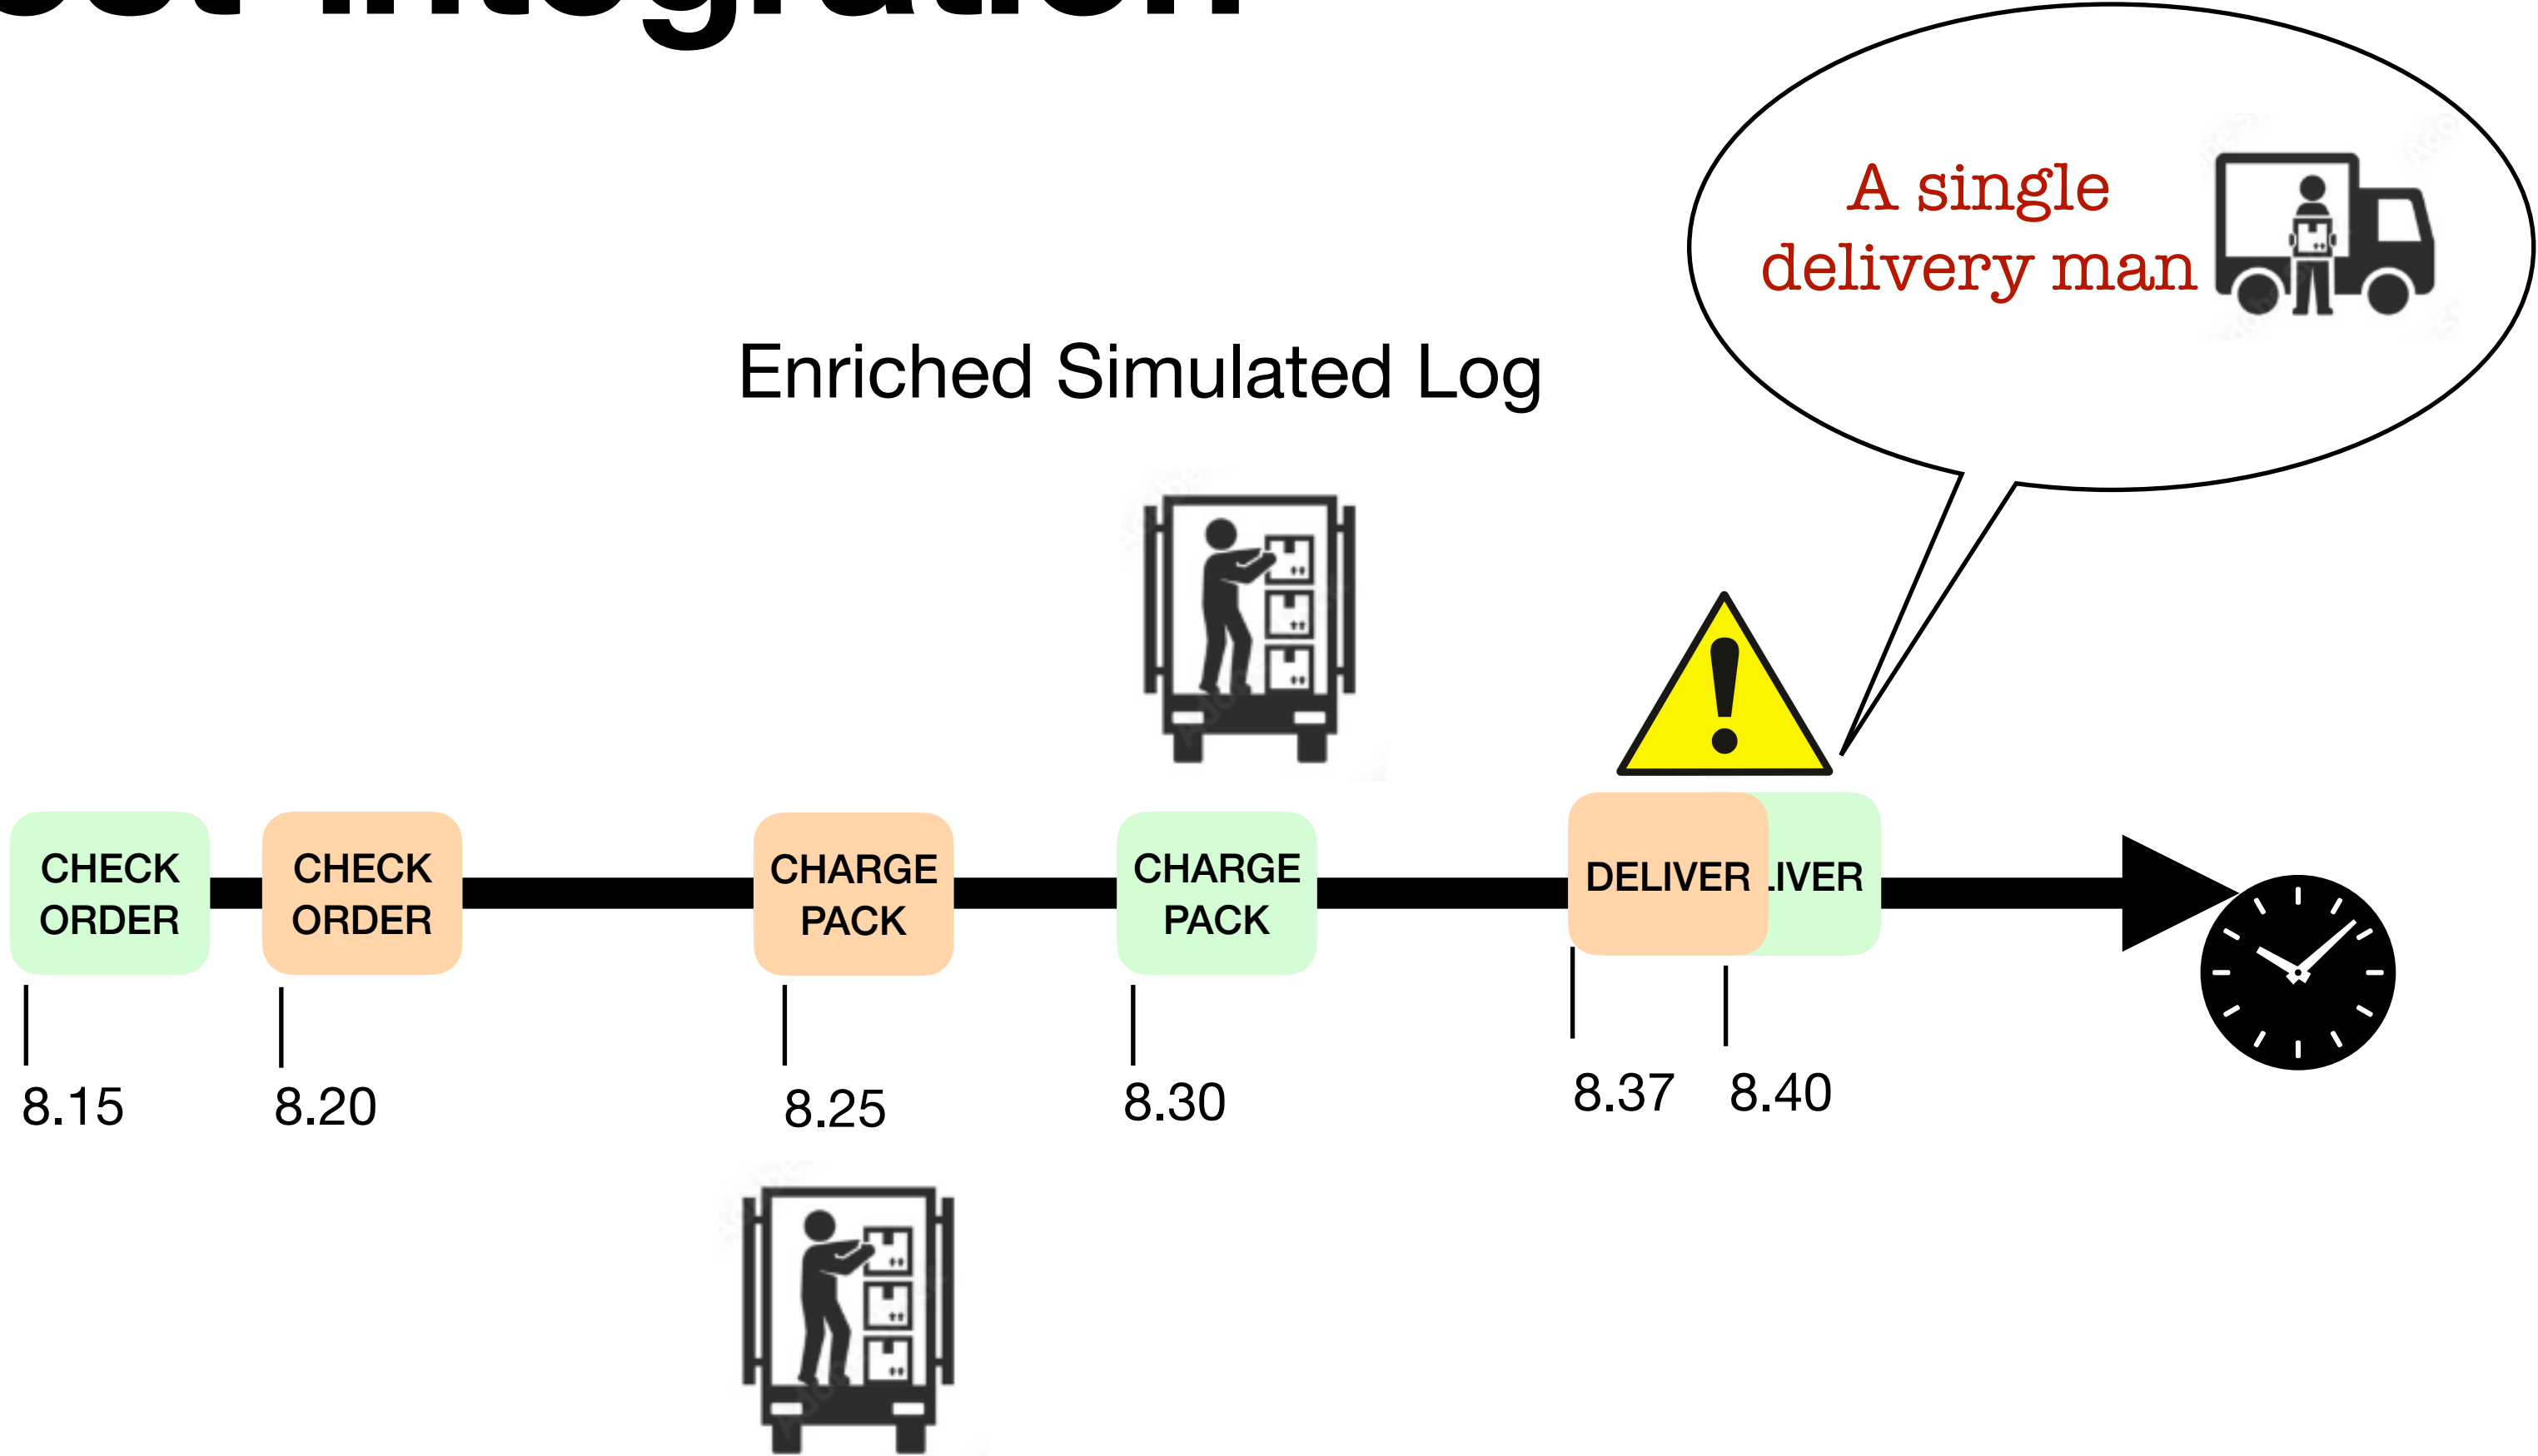 integration
A single
delivery man
Enriched Simulated Log
CHECK
ORDER
CHECK
ORDER
CHARGE
PACK
CHARGE
PACK
DELIVER
IVER
8.15
8.20
8.25
8.30
8.37
8.40